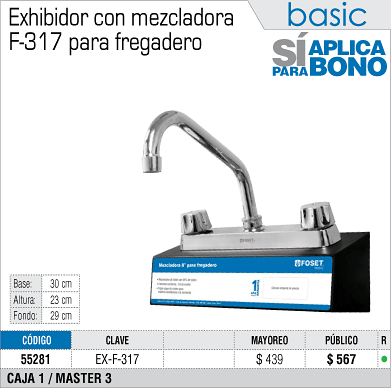 Exhibidor con mezcladora
F-317 para fregadero
basic
SÍ APLICA
PARA BONO
FOSET
Mezcladora 8" para fregadero
1
Base: 30 cm
Altura: 23 cm
Fondo: 29 cm
CÓDIGO CLAVE MAYOREO PÚBLICO R
55281 EX-F-317 $ 439 $ 567
CAJA 1 / MASTER 3